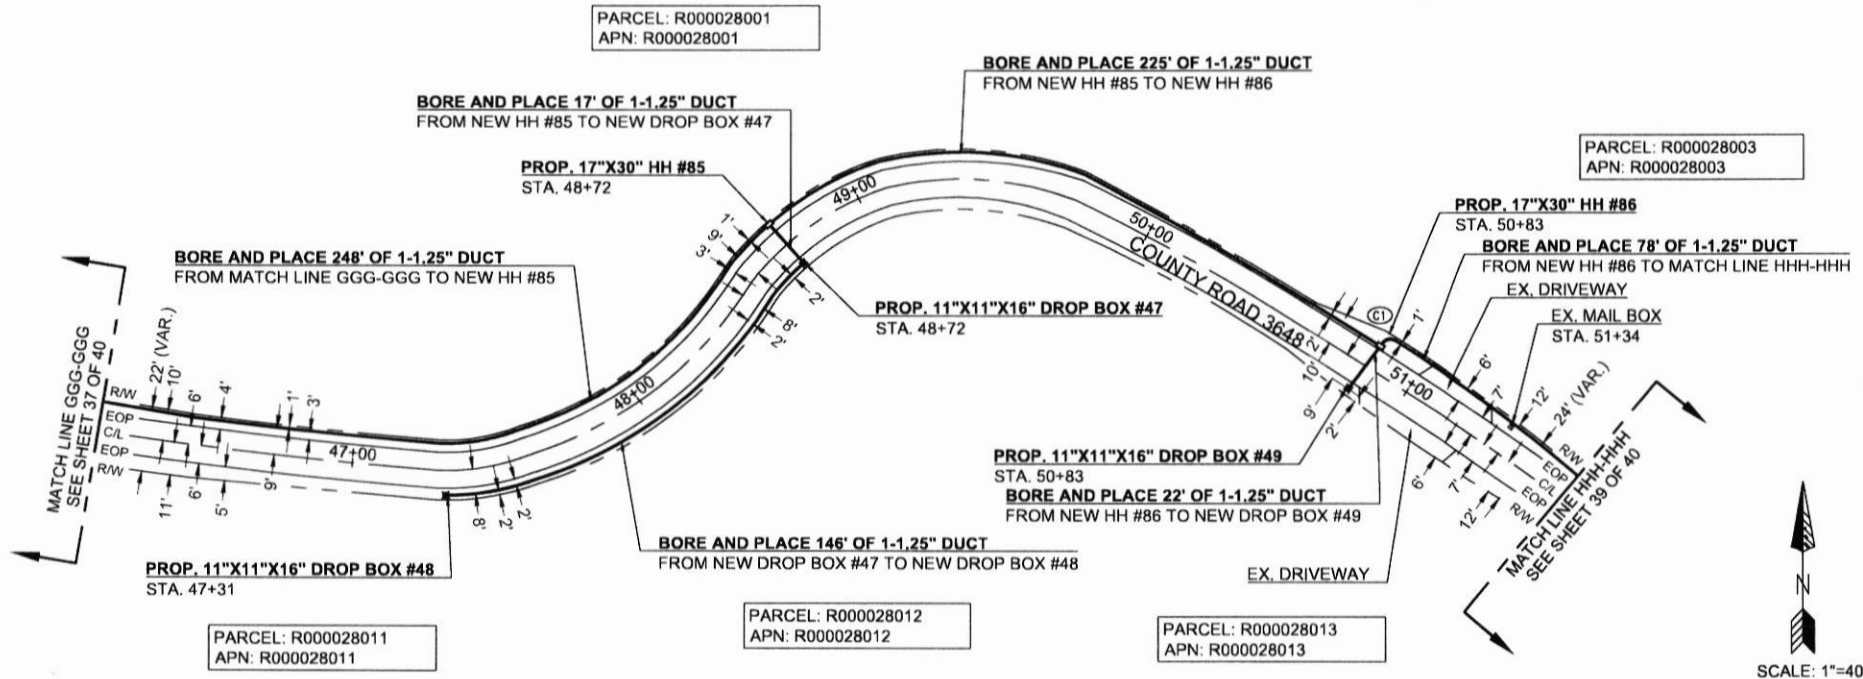 PARCEL: R000028001
APN: R000028001
BORE AND PLACE 225' OF 1-1.25" DUCT
FROM NEW HH #85 TO NEW HH #86
BORE AND PLACE 17' OF 1-1.25" DUCT
FROM NEW HH #85 TO NEW DROP BOX #47
PROP. 17"X30" HH #85
STA. 48+72
PARCEL: R000028003
APN: R000028003
PROP. 17"X30" HH #86
STA. 50+83
BORE AND PLACE 78' OF 1-1.25" DUCT
FROM NEW HH #86 TO MATCH LINE HHH-HHH
EX. DRIVEWAY
EX. MAIL BOX
STA. 51+34
BORE AND PLACE 248' OF 1-1.25" DUCT
FROM MATCH LINE GGG-GGG TO NEW HH #85
1'
9'
3'
49+00
50+00
COUNTY ROAD 3648
2'
8'
2'
PROP. 11"X11"X16" DROP BOX #47
STA. 48+72
C1
1'
6'
7'
12'
24' (VAR.)
2'
10'
9'
2'
51+00
MATCH LINE GGG-GGG
SEE SHEET 37 OF 40
R/W
EOP
C/L
EOP
R/W
22' (VAR.)
10'
6'
4'
1'
3'
47+00
48+00
11'
6'
5'
9'
8'
2'
2'
PROP. 11"X11"X16" DROP BOX #49
STA. 50+83
BORE AND PLACE 22' OF 1-1.25" DUCT
FROM NEW HH #86 TO NEW DROP BOX #49
6'
7'
12'
R/W
EOP
C/L
EOP
R/W
MATCH LINE HHH-HHH
SEE SHEET 39 OF 40
BORE AND PLACE 146' OF 1-1.25" DUCT
FROM NEW DROP BOX #47 TO NEW DROP BOX #48
PROP. 11"X11"X16" DROP BOX #48
STA. 47+31
EX. DRIVEWAY
PARCEL: R000028011
APN: R000028011
PARCEL: R000028012
APN: R000028012
PARCEL: R000028013
APN: R000028013
N
SCALE: 1"=40